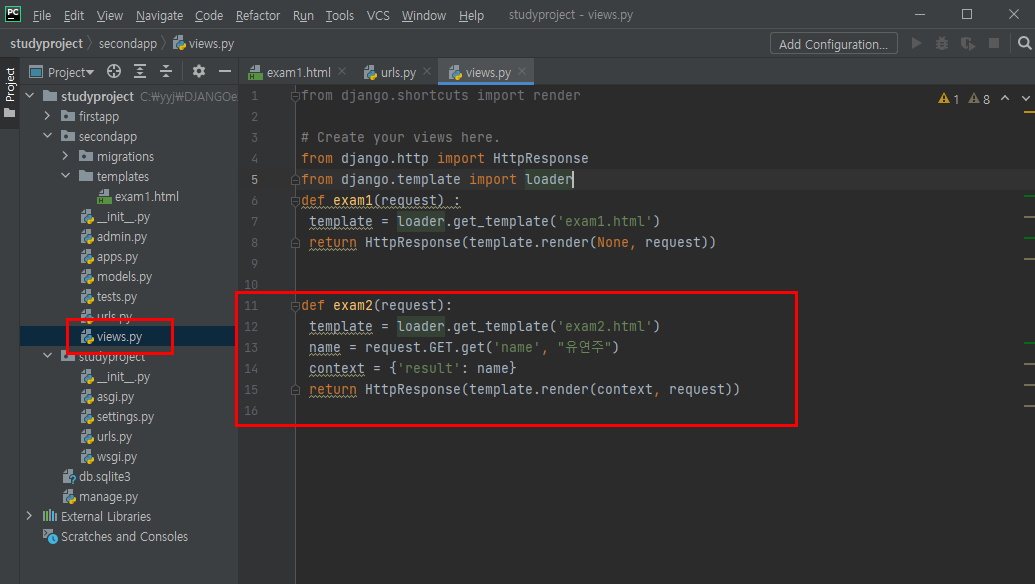 PC File Edit View Navigate Code Refactor Run Tools VCS Window Help studyproject - views.py
studyproject secondapp views.py Add Configuration...
Project Project exam1.html urls.py views.py
studyproject C:₩yyj₩DJANGOe
firstapp
secondapp
migrations
templates
exam1.html
__init__.py
admin.py
apps.py
models.py
tests.py
urls.py
views.py
studyproject
__init__.py
asgi.py
settings.py
urls.py
wsgi.py
db.sqlite3
manage.py
External Libraries
Scratches and Consoles
1 from django.shortcuts import render
2
3 # Create your views here.
4 from django.http import HttpResponse
5 from django.template import loader
6 def exam1(request) :
7 template = loader.get_template('exam1.html')
8 return HttpResponse(template.render(None, request))
9
10
11 def exam2(request):
12 template = loader.get_template('exam2.html')
13 name = request.GET.get('name', "유연주")
14 context = {'result': name}
15 return HttpResponse(template.render(context, request))
16
1 8